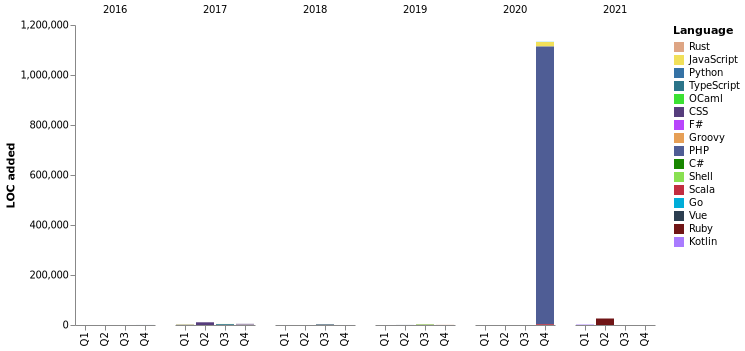 2016 2017 2018 2019 2020 2021
1,200,000
1,000,000
800,000
600,000
400,000
200,000
0
LOC added
Q1 Q2 Q3 Q4 Q1 Q2 Q3 Q4 Q1 Q2 Q3 Q4 Q1 Q2 Q3 Q4 Q1 Q2 Q3 Q4 Q1 Q2 Q3 Q4
Language
Rust
JavaScript
Python
TypeScript
OCaml
CSS
F#
Groovy
PHP
C#
Shell
Scala
Go
Vue
Ruby
Kotlin